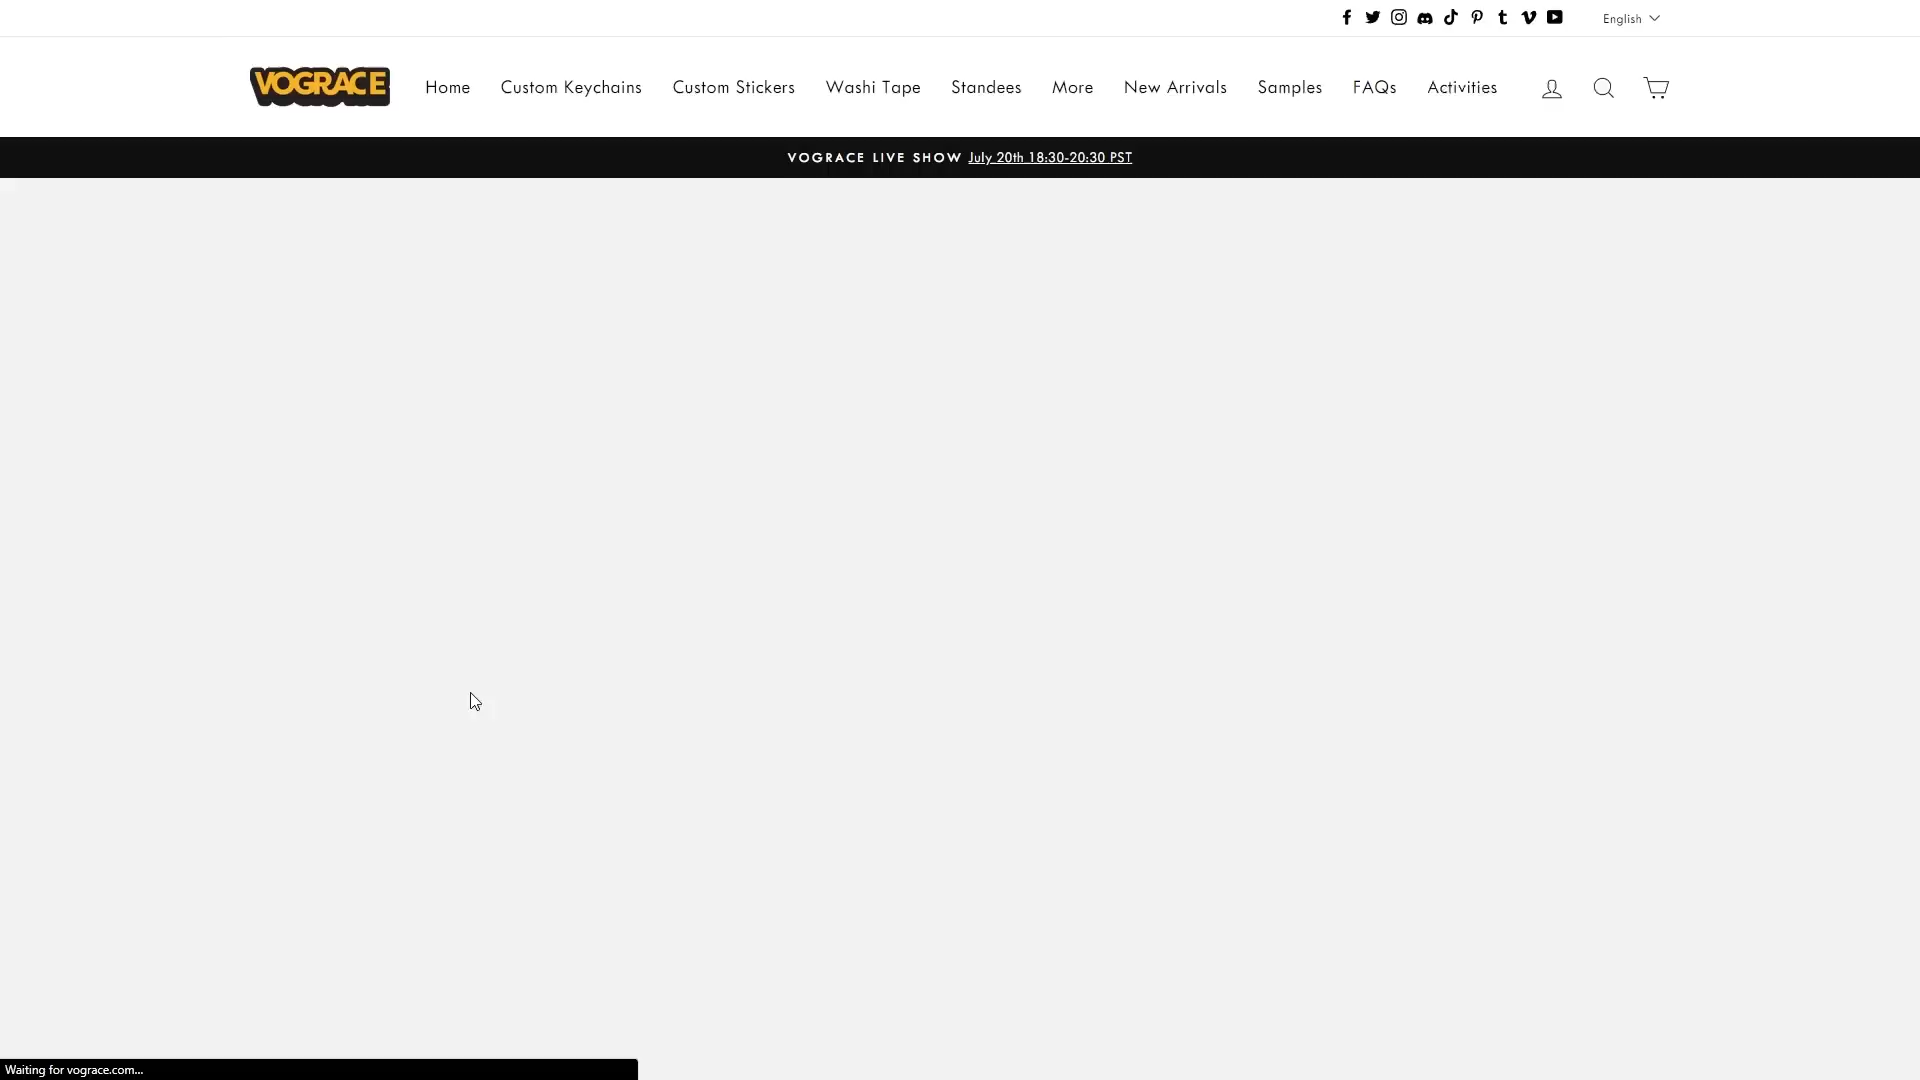 English
VOGRACE
Home Custom Keychains Custom Stickers Washi Tape Standees More New Arrivals Samples FAQs Activities
VOGRACE LIVE SHOW July 20th 18:30-20:30 PST
Waiting for vograce.com...